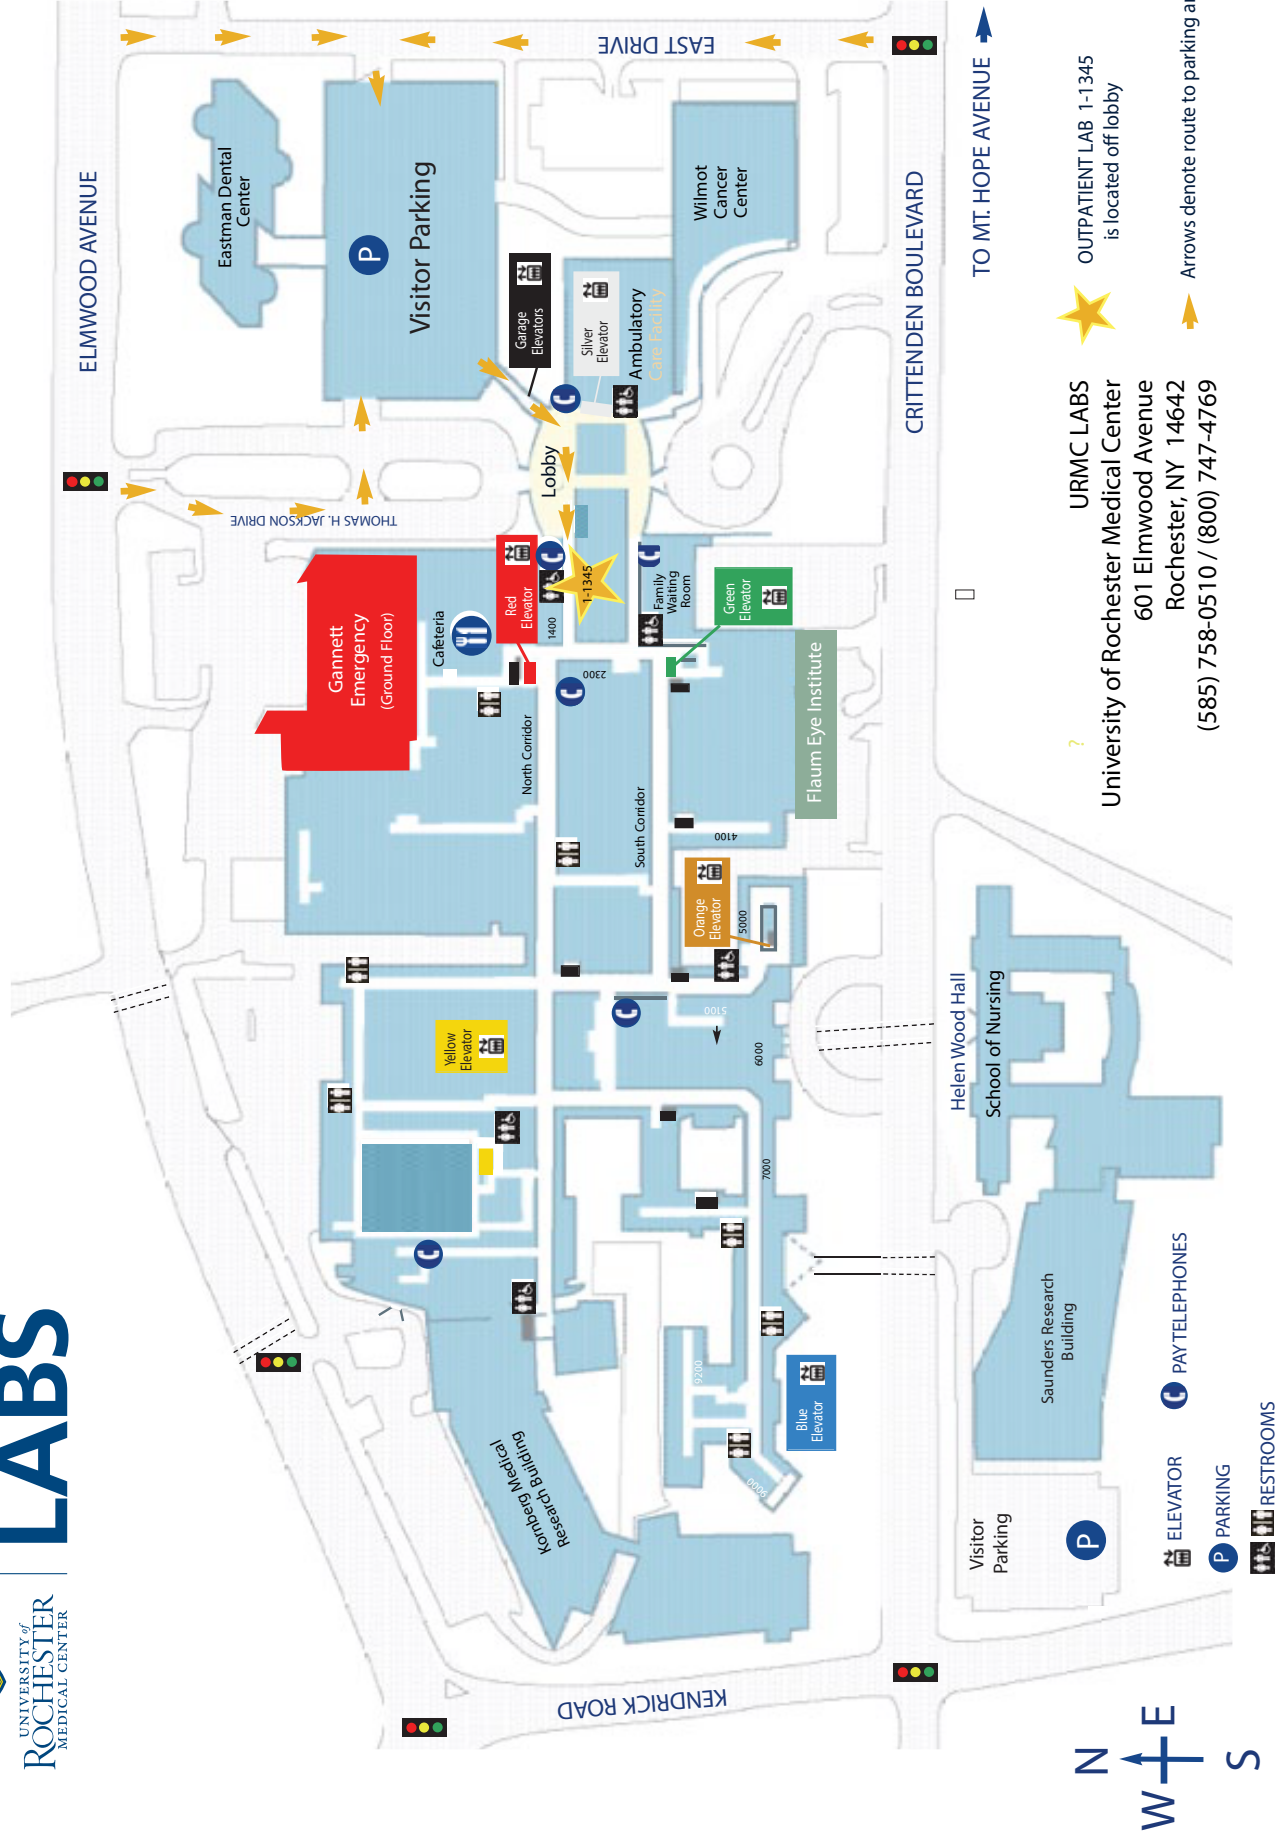 UNIVERSITY of
ROCHESTER
MEDICAL CENTER
LABS
ELMWOOD AVENUE
EAST DRIVE
THOMAS H. JACKSON DRIVE
KENDRICK ROAD
CRITTENDEN BOULEVARD
TO MT. HOPE AVENUE
Eastman Dental
Center
P
Visitor Parking
Wilmot
Cancer
Center
Garage
Elevators
Silver
Elevator
Ambulatory
Care Facility
Lobby
Gannett
Emergency
(Ground Floor)
Cafeteria
Red
Elevator
1400
1-1345
Family
Waiting
Room
Green
Elevator
2300
North Corridor
South Corridor
Flaum Eye Institute
4100
Orange
Elevator
5000
5100
6000
Yellow
Elevator
7000
9200
9000
Blue
Elevator
Kornberg Medical
Research Building
Helen Wood Hall
School of Nursing
Saunders Research
Building
Visitor
Parking
P
OUTPATIENT LAB 1-1345
is located off lobby
Arrows denote route to parking
?
URMC LABS
University of Rochester Medical Center
601 Elmwood Avenue
Rochester, NY 14642
(585) 758-0510 / (800) 747-4769
ELEVATOR
C PAY TELEPHONES
P PARKING
RESTROOMS
N
W E
S